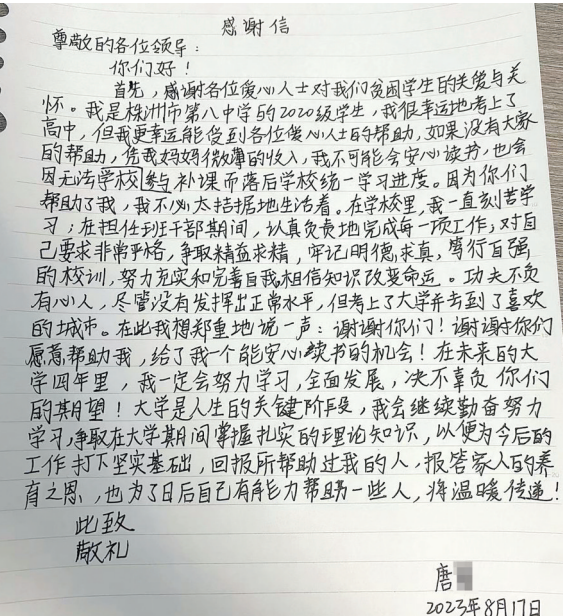 感谢信
尊敬的各位领导：
你们好！
首先，感谢各位爱心人士对我们贫困学生的关爱与关
怀。我是株洲市第八中学的2020级学生，我很幸运地考上了
高中，但我更幸运能受到各位爱心人士的帮助，如果没有大家
的帮助，凭我妈妈微薄的收入，我不可能会安心读书，也会
因无法学校参与补课而落后学校统一学习进度。因为你们
帮助了我，我不必太拮据地生活着。在学校里，我一直刻苦学
习；在担任班干部期间，认真负责地完成每一项工作，对自
己要求非常严格，争取精益求精，牢记明德，求真，笃行自强
的校训，努力充实和完善自我，相信知识改变命运。功夫不负
有心人，尽管没有发挥出正常水平，但考上了大学并去到了喜欢
的城市。在此我想郑重地说一声：谢谢你们！谢谢你们
愿意帮助我，给了我一个能安心读书的机会！在未来的大
学四年里，我一定会努力学习，全面发展，决不辜负你们
的期望！大学是人生的关键阶段，我会继续勤奋努力
学习，争取在大学期间掌握扎实的理论知识，以便为今后的
工作打下坚实基础，回报所帮助过我的人，报答家人的养
育之恩，也为了日后自己有能力帮助一些人，将温暖传递！
此致
敬礼
唐
2023年8月17日